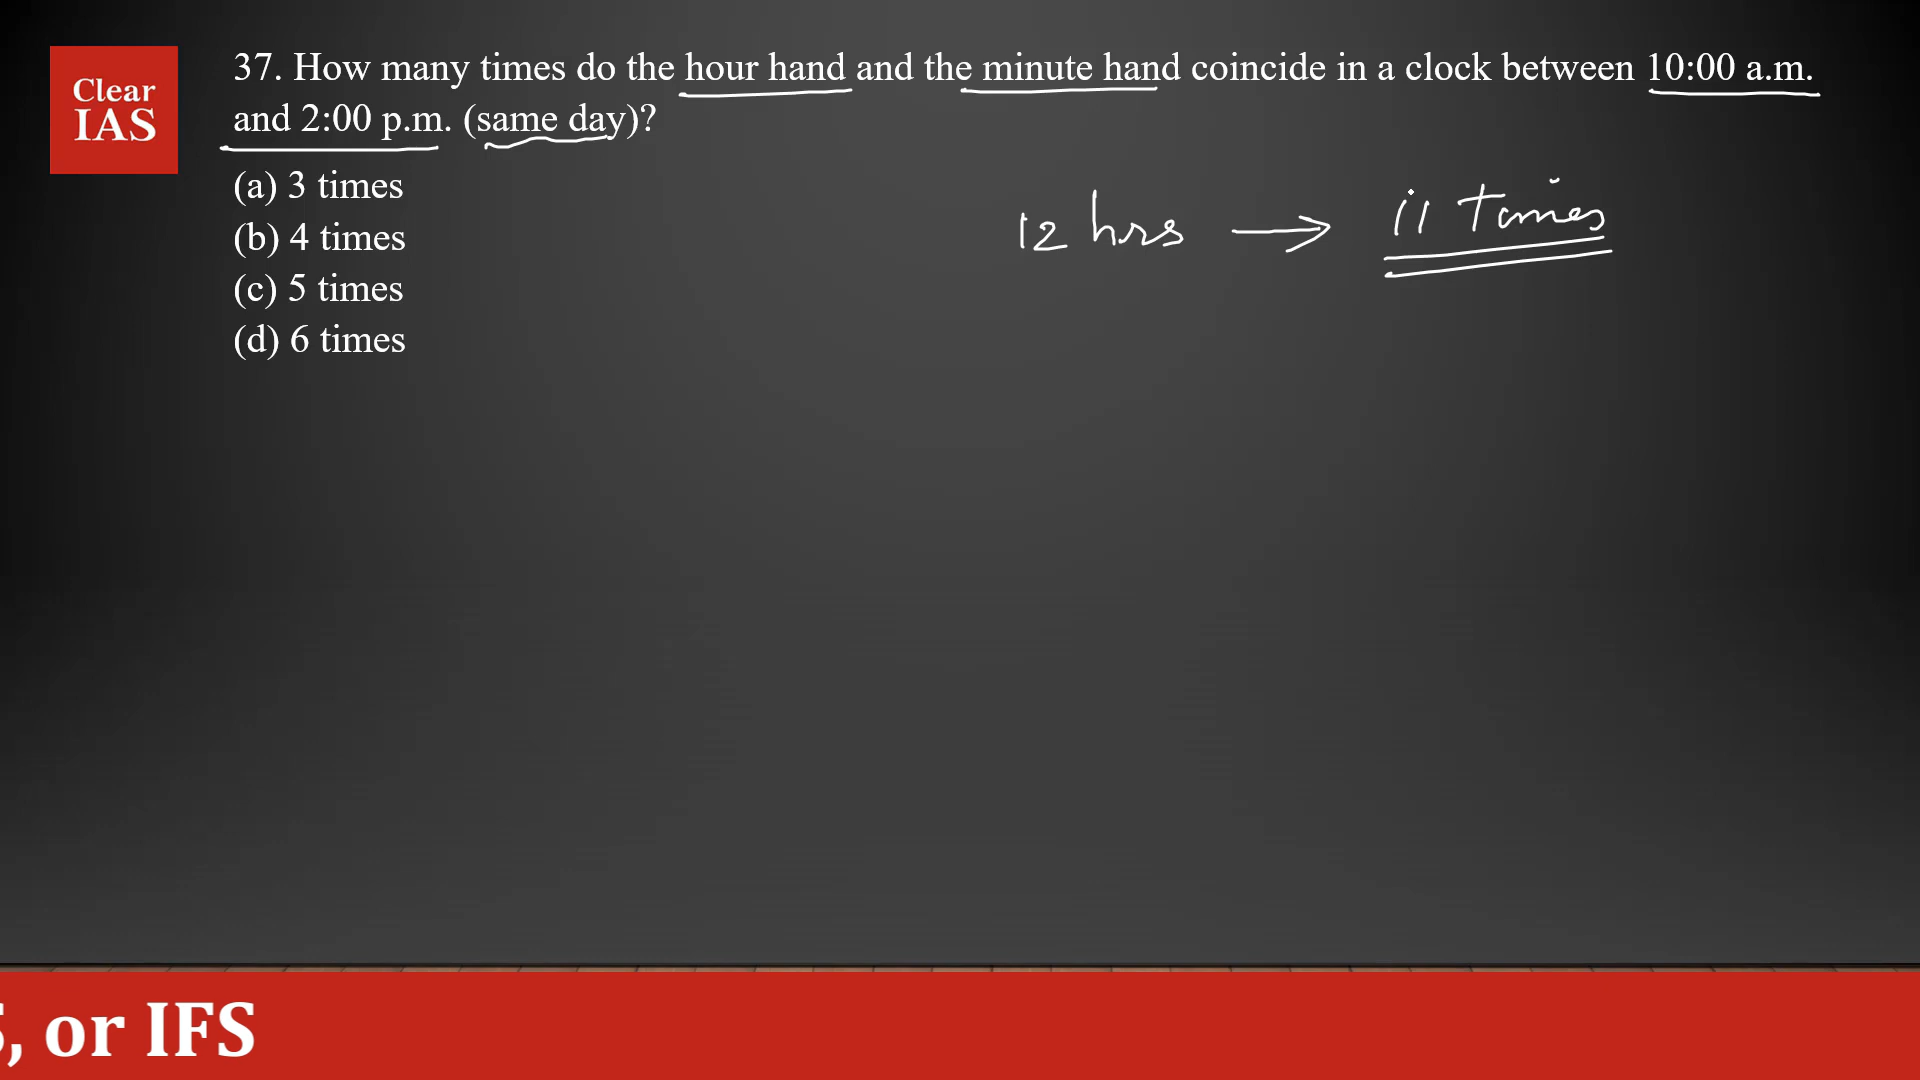 Clear
IAS
37. How many times do the hour hand and the minute hand coincide in a clock between 10:00 a.m.
and 2:00 p.m. (same day)?
(a) 3 times
(b) 4 times
(c) 5 times
(d) 6 times
12 hrs → 11 times
, or IFS